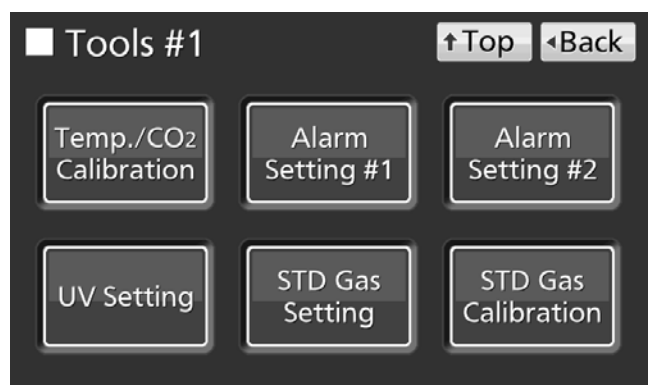 Tools #1
↑Top
◂Back
Temp./CO2
Calibration
Alarm
Setting #1
Alarm
Setting #2
UV Setting
STD Gas
Setting
STD Gas
Calibration